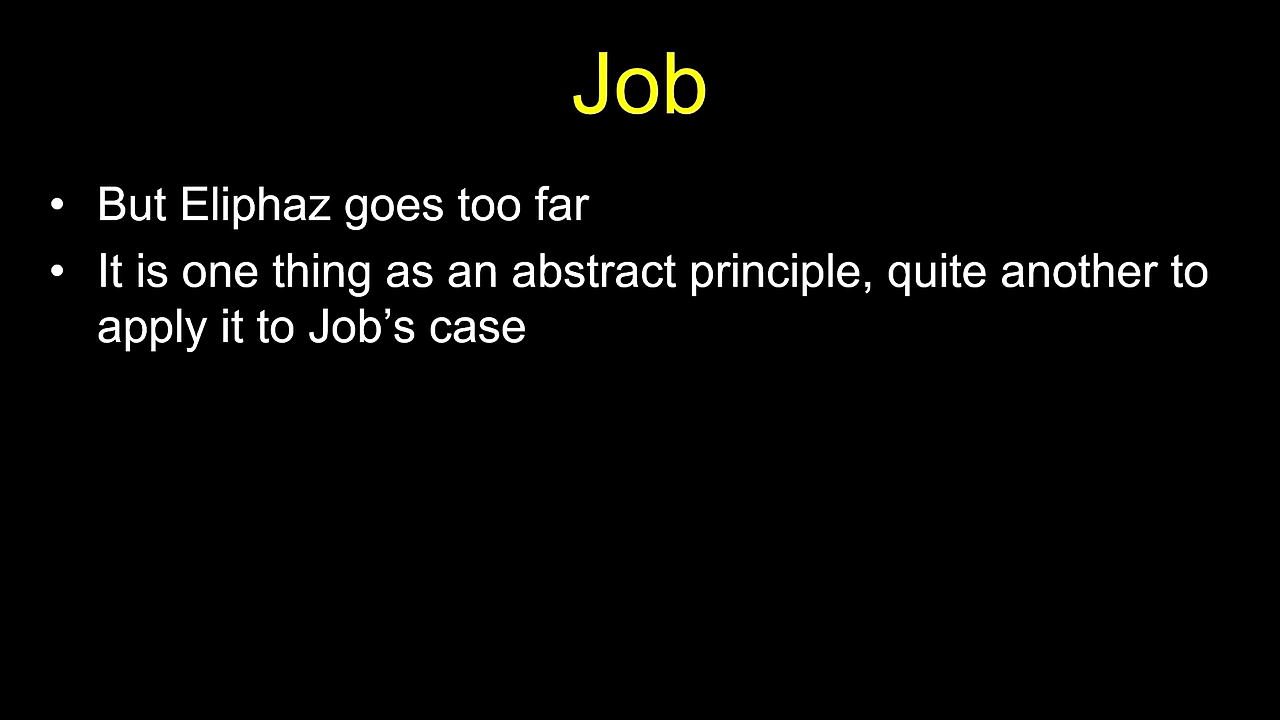 Job
• But Eliphaz goes too far
• It is one thing as an abstract principle, quite another to
apply it to Job’s case